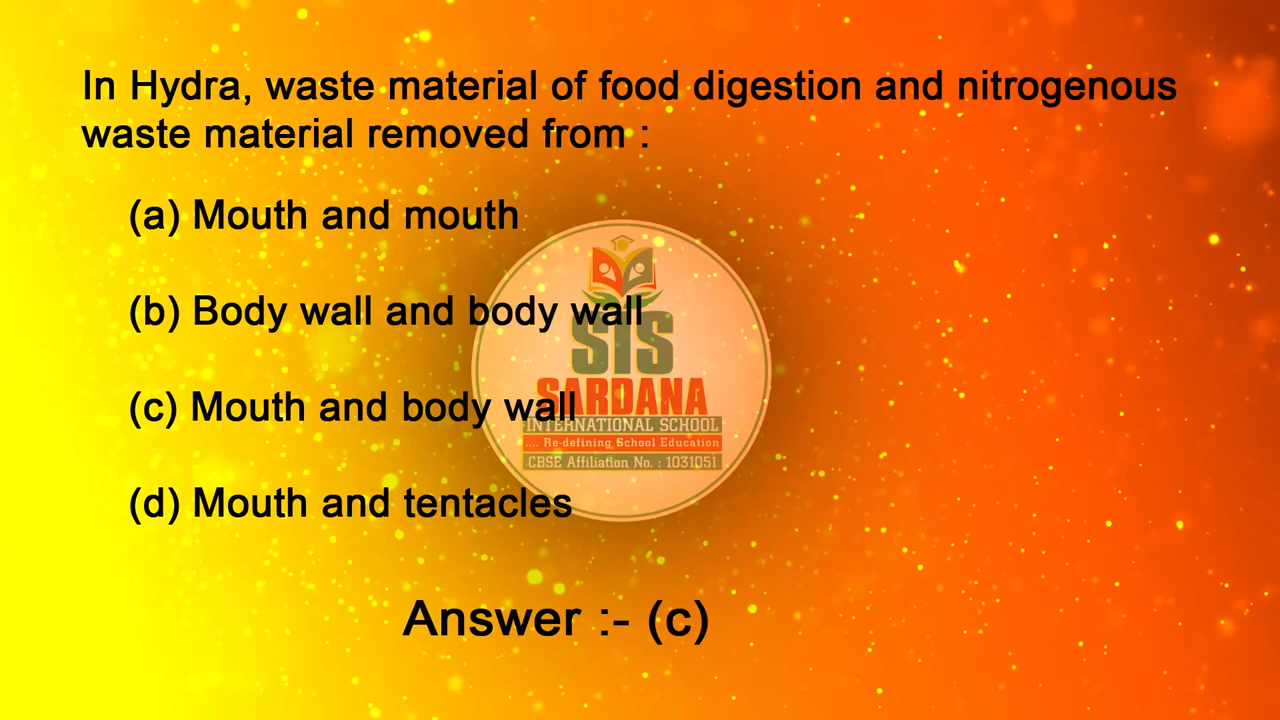 In Hydra, waste material of food digestion and nitrogenous
waste material removed from :
(a) Mouth and mouth
(b) Body wall and body wall
SIS
(c) Mouth and body wall
SARDANA
INTERNATIONAL SCHOOL
.... Re-defining School Education
CBSE Affiliation No. : 1031051
(d) Mouth and tentacles
Answer :- (c)